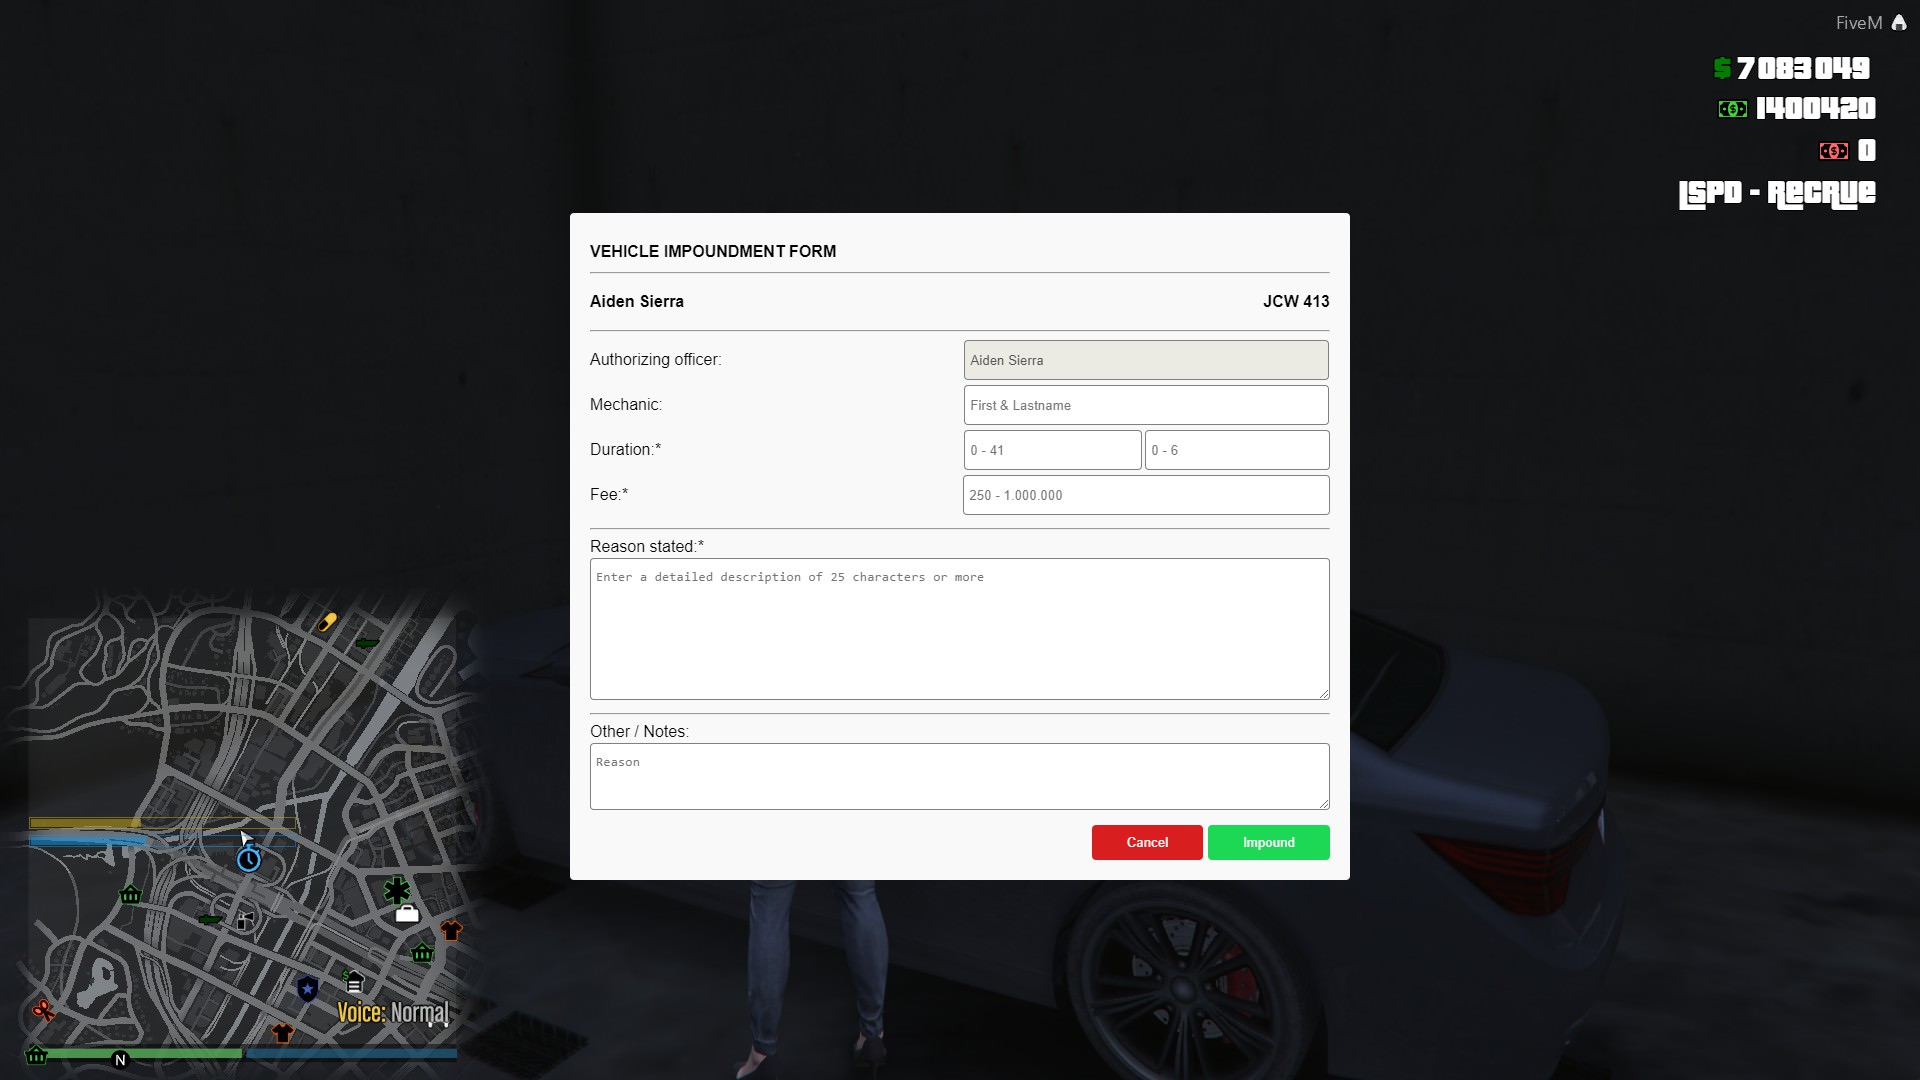 FiveM
$ 7083049
1400420
0
LSPD - Recrue
VEHICLE IMPOUNDMENT FORM
Aiden Sierra JCW 413
Authorizing officer: Aiden Sierra
Mechanic: First & Lastname
Duration:* 0 - 41 0 - 6
Fee:* 250 - 1.000.000
Reason stated:*
Enter a detailed description of 25 characters or more
Other / Notes:
Reason
Cancel Impound
Voice: Normal
N